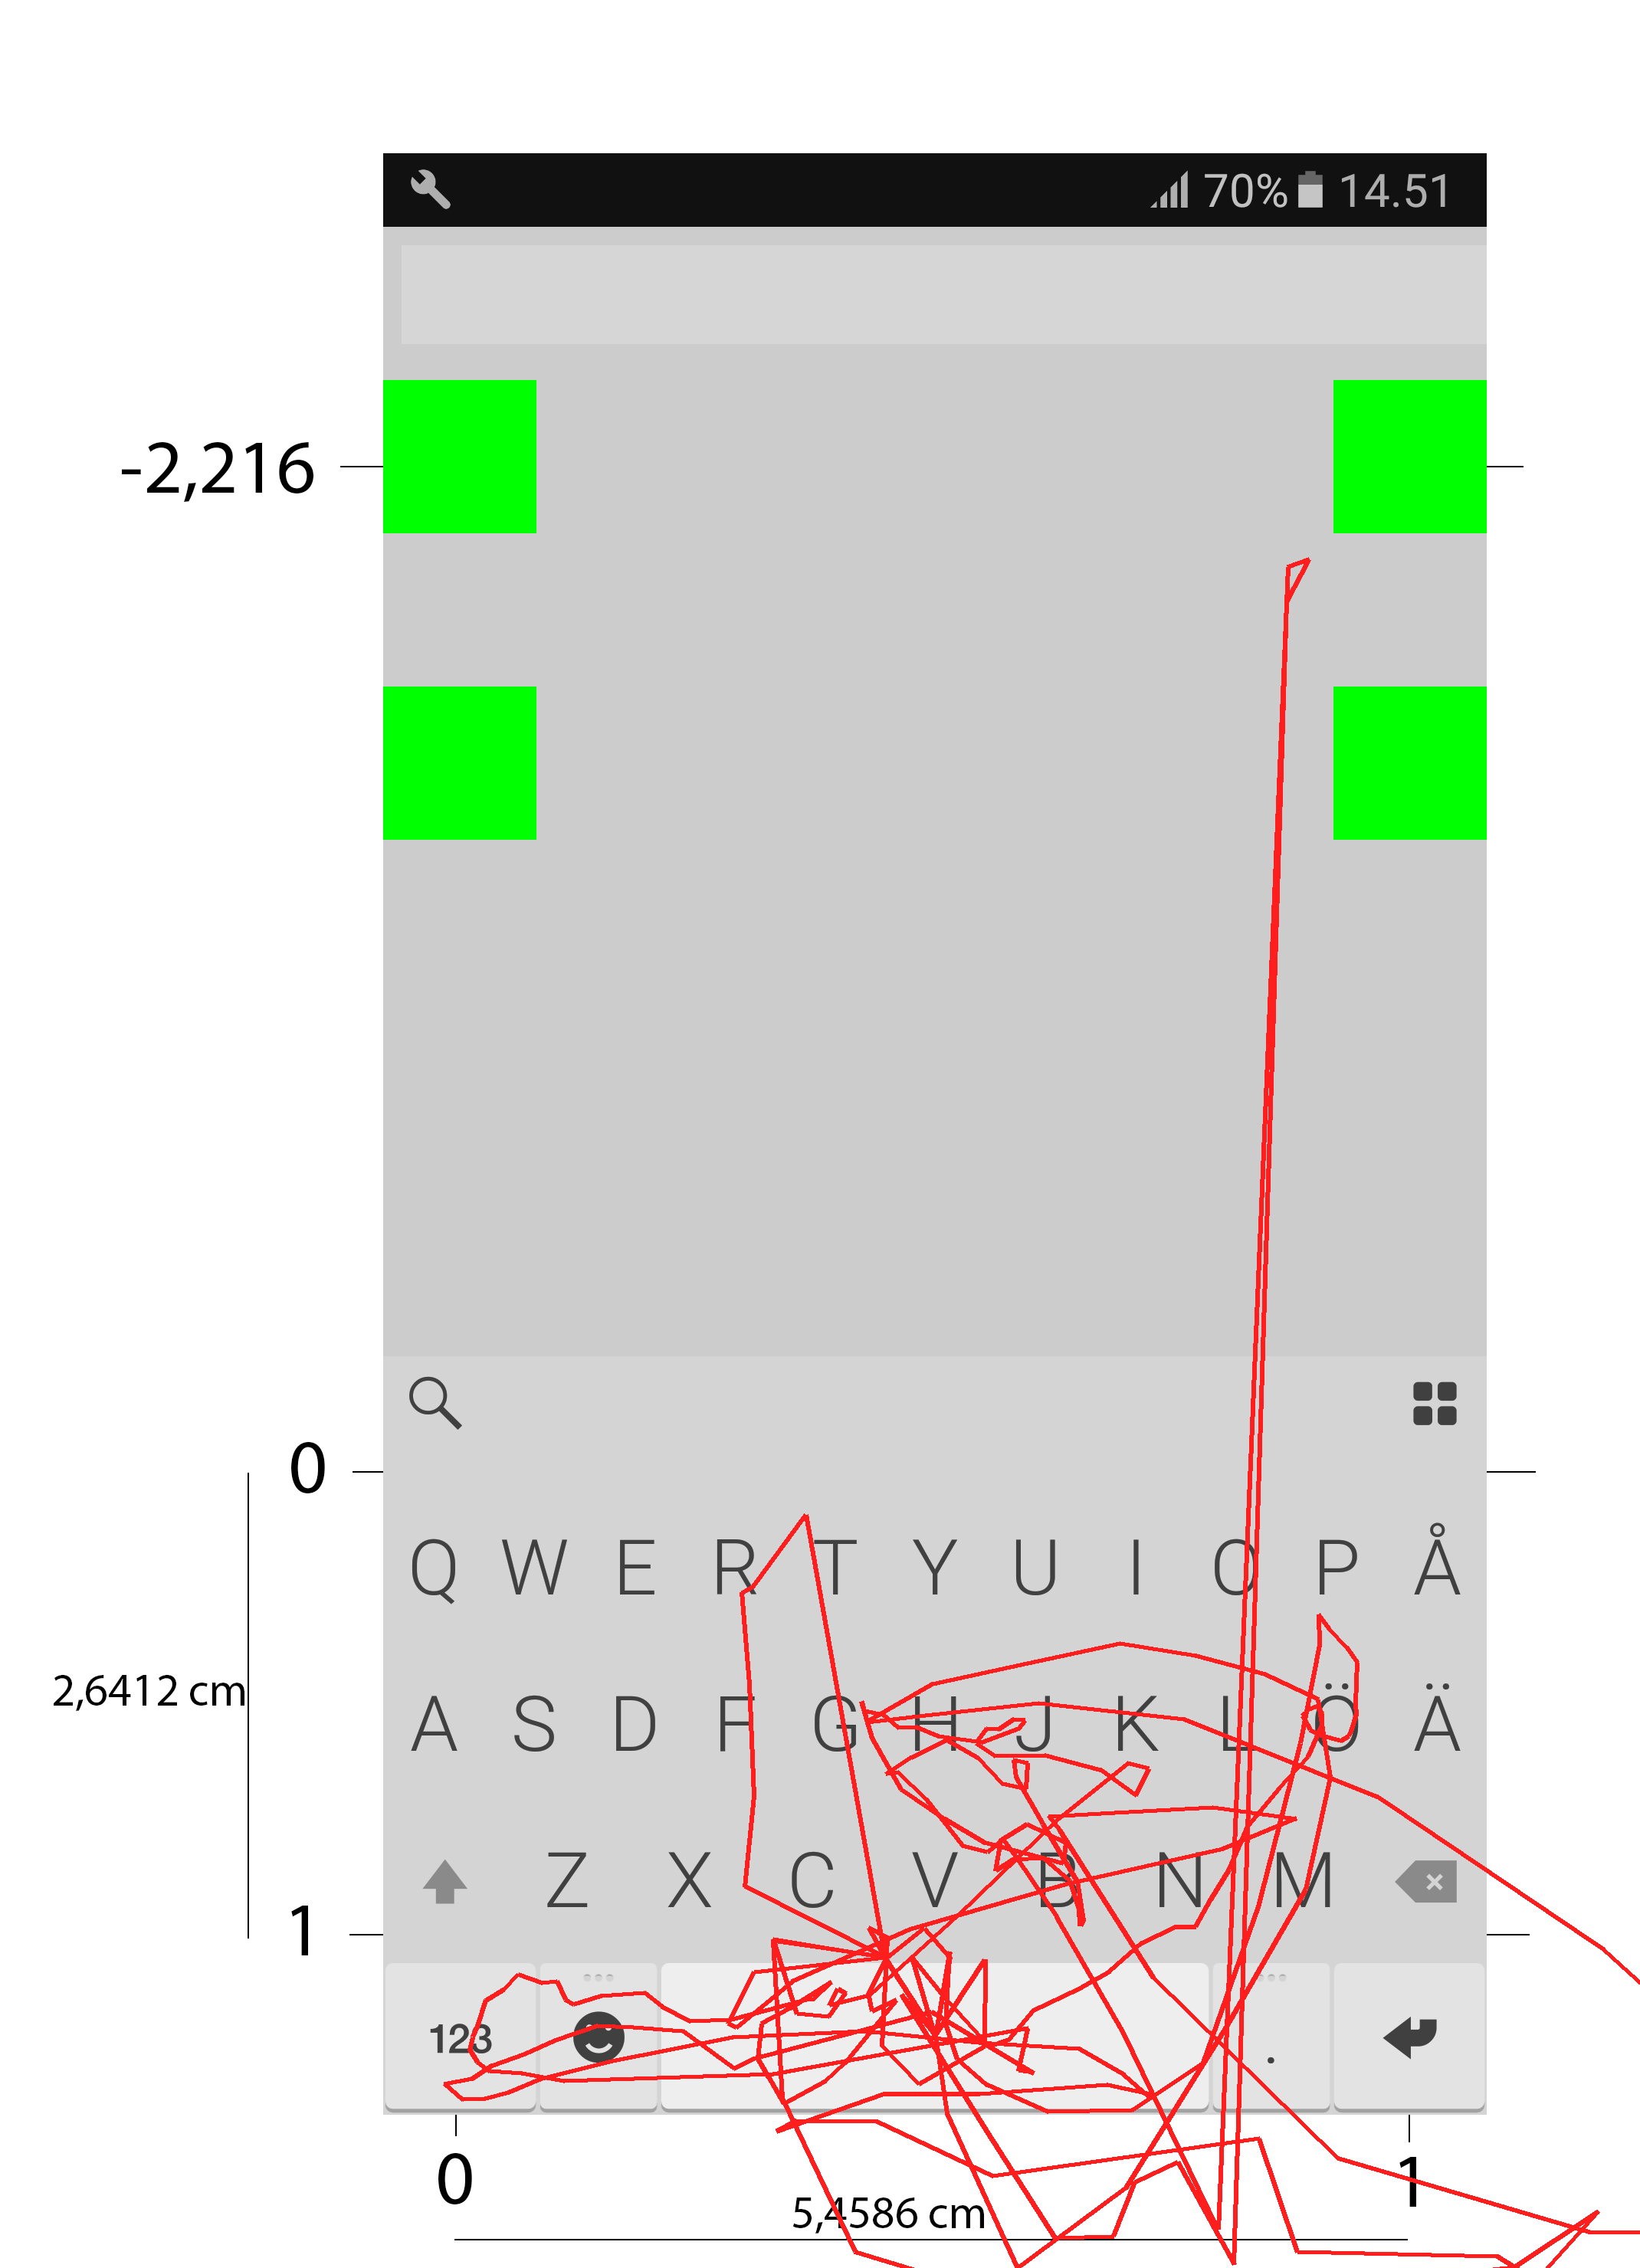 70% 14.51
-2,216
0
Q W E R T Y U I O P Å
2,6412 cm
A S D F G H J K L Ö Ä
Z X C V B N M
1
123 .
0 1
5,4586 cm